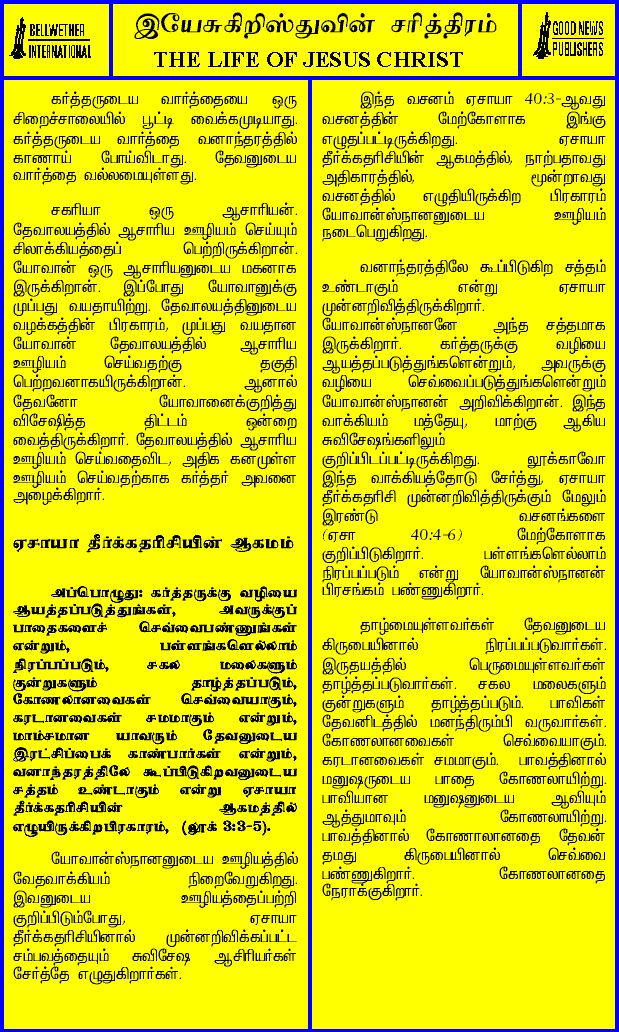 BELLWETHER
INTERNATIONAL
இயேசுகிறிஸ்துவின் சரித்திரம்
THE LIFE OF JESUS CHRIST
GOOD NEWS
PUBLISHERS
கர்த்தருடைய வார்த்தையை ஒரு
சிறைச்சாலையில் பூட்டி வைக்கமுடியாது.
கர்த்தருடைய வார்த்தை வனாந்தரத்தில்
காணாய் போய்விடாது. தேவனுடைய
வார்த்தை வல்லமையுள்ளது.
சகரியா ஒரு ஆசாரியன்.
தேவாலயத்தில் ஆசாரிய ஊழியம் செய்யும்
சிலாக்கியத்தைப் பெற்றிருக்கிறான்.
யோவான் ஒரு ஆசாரியனுடைய மகனாக
இருக்கிறான். இப்போது யோவானுக்கு
முப்பது வயதாயிற்று. தேவாலயத்தினுடைய
வழக்கத்தின் பிரகாரம், முப்பது வயதான
யோவான் தேவாலயத்தில் ஆசாரிய
ஊழியம் செய்வதற்கு தகுதி
பெற்றவனாகயிருக்கிறான். ஆனால்
தேவனோ யோவானைக்குறித்து
விசேஷித்த திட்டம் ஒன்றை
வைத்திருக்கிறார். தேவாலயத்தில் ஆசாரிய
ஊழியம் செய்வதைவிட, அதிக கனமுள்ள
ஊழியம் செய்வதற்காக கர்த்தர் அவனை
அழைக்கிறார்.
ஏசாயா தீர்க்கதரிசியின் ஆகமம்
அப்பொழுது: கர்த்தருக்கு வழியை
ஆயத்தப்படுத்துங்கள், அவருக்குப்
பாதைகளைச் செவ்வைபண்ணுங்கள்
என்றும், பள்ளங்களெல்லாம்
நிரப்பப்படும், சகல மலைகளும்
குன்றுகளும் தாழ்த்தப்படும்,
கோணலானவைகள் செவ்வையாகும்,
கரடானவைகள் சமமாகும் என்றும்,
மாம்சமான யாவரும் தேவனுடைய
இரட்சிப்பைக் காண்பார்கள் என்றும்,
வனாந்தரத்திலே கூப்பிடுகிறவனுடைய
சத்தம் உண்டாகும் என்று ஏசாயா
தீர்க்கதரிசியின் ஆகமத்தில்
எழுயிருக்கிறபிரகாரம், (லூக் 3:3-5).
யோவான்ஸ்நானனுடைய ஊழியத்தில்
வேதவாக்கியம் நிறைவேறுகிறது.
இவனுடைய ஊழியத்தைப்பற்றி
குறிப்பிடும்போது, ஏசாயா
தீர்க்கதரிசியினால் முன்னறிவிக்கப்பட்ட
சம்பவத்தையும் சுவிசேஷ ஆசிரியர்கள்
சேர்த்தே எழுதுகிறார்கள்.
இந்த வசனம் ஏசாயா 40:3-ஆவது
வசனத்தின் மேற்கோளாக இங்கு
எழுதப்பட்டிருக்கிறது. ஏசாயா
தீர்க்கதரிசியின் ஆகமத்தில், நாற்பதாவது
அதிகாரத்தில், மூன்றாவது
வசனத்தில் எழுதியிருக்கிற பிரகாரம்
யோவான்ஸ்நானனுடைய ஊழியம்
நடைபெறுகிறது.
வனாந்தரத்திலே கூப்பிடுகிற சத்தம்
உண்டாகும் என்று ஏசாயா
முன்னறிவித்திருக்கிறார்.
யோவான்ஸ்நானனே அந்த சத்தமாக
இருக்கிறார். கர்த்தருக்கு வழியை
ஆயத்தப்படுத்துங்களென்றும், அவருக்கு
வழியை செவ்வைப்படுத்துங்களென்றும்
யோவான்ஸ்நானன் அறிவிக்கிறான். இந்த
வாக்கியம் மத்தேயு, மாற்கு ஆகிய
சுவிசேஷங்களிலும்
குறிப்பிடப்பட்டிருக்கிறது. லூக்காவோ
இந்த வாக்கியத்தோடு சேர்த்து, ஏசாயா
தீர்க்கதரிசி முன்னறிவித்திருக்கும் மேலும்
இரண்டு வசனங்களை
(ஏசா 40:4-6) மேற்கோளாக
குறிப்பிடுகிறார். பள்ளங்களெல்லாம்
நிரப்பப்படும் என்று யோவான்ஸ்நானன்
பிரசங்கம் பண்ணுகிறார்.
தாழ்மையுள்ளவர்கள் தேவனுடைய
கிருபையினால் நிரப்பப்படுவார்கள்.
இருதயத்தில் பெருமையுள்ளவர்கள்
தாழ்த்தப்படுவார்கள். சகல மலைகளும்
குன்றுகளும் தாழ்த்தப்படும். பாவிகள்
தேவனிடத்தில் மனந்திரும்பி வருவார்கள்.
கோணலானவைகள் செவ்வையாகும்.
கரடானவைகள் சமமாகும். பாவத்தினால்
மனுஷருடைய பாதை கோணலாயிற்று.
பாவியான மனுஷனுடைய ஆவியும்
ஆத்துமாவும் கோணலாயிற்று.
பாவத்தினால் கோணாலானதை தேவன்
தமது கிருபையினால் செவ்வை
பண்ணுகிறார். கோணலானதை
நேராக்குகிறார்.